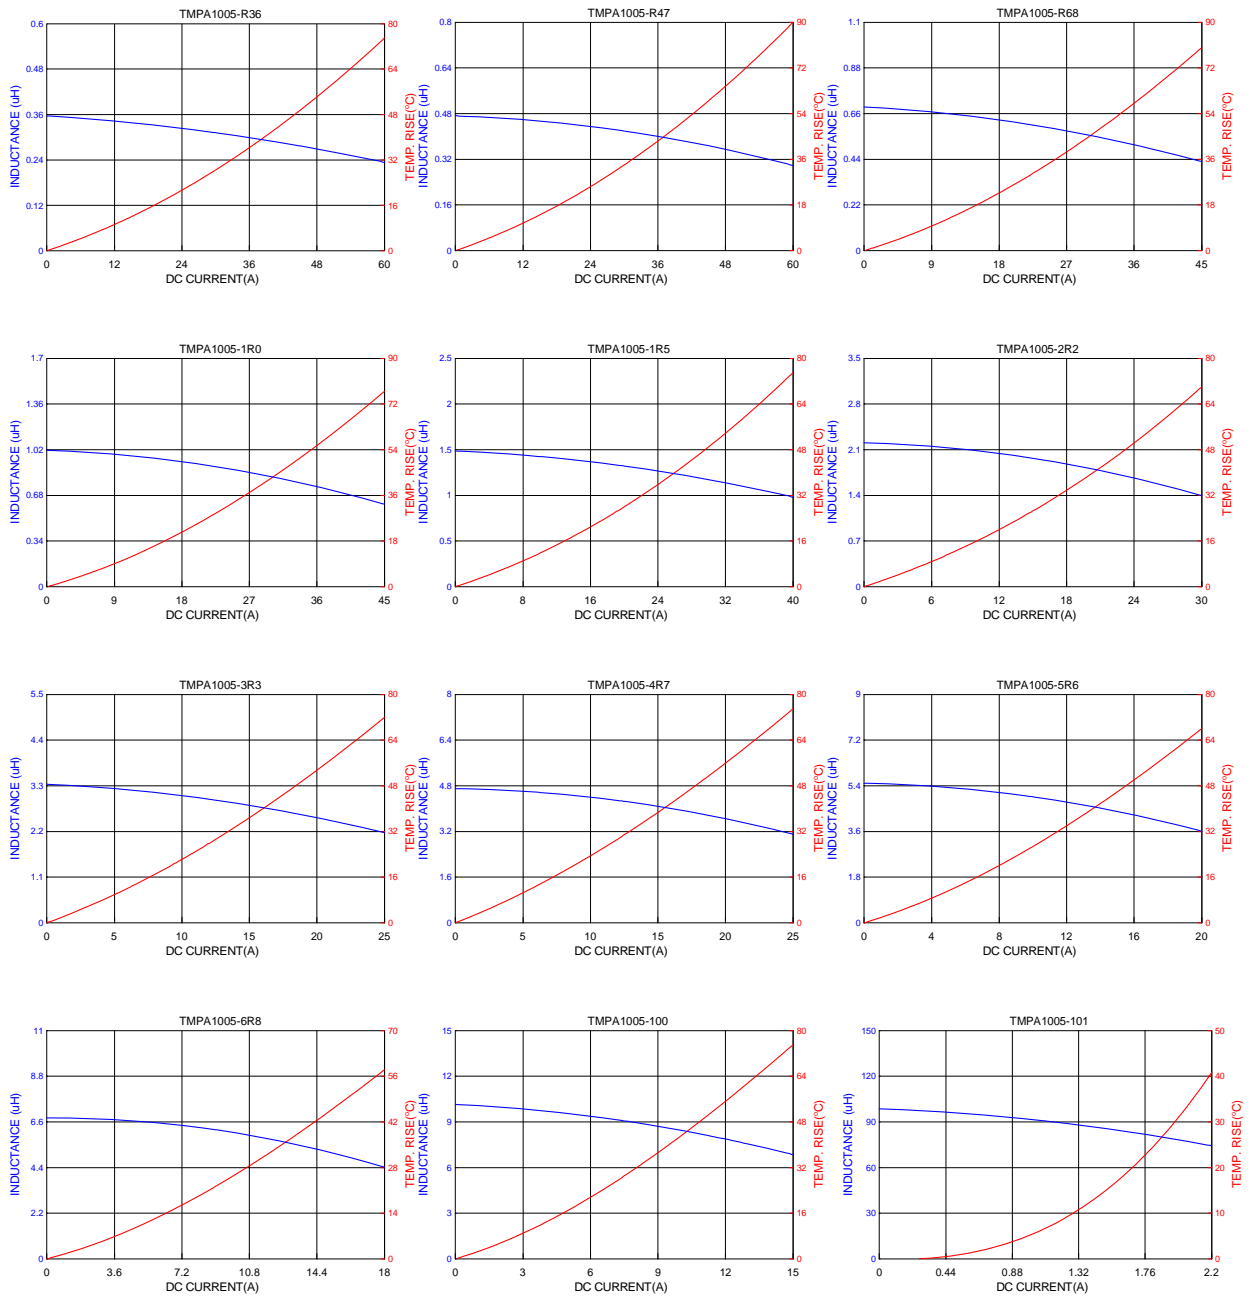 TMPA1005-R36
0.6
0.48
0.36
0.24
0.12
0
80
64
48
32
16
0
0 12 24 36 48 60
INDUCTANCE (uH)
TEMP. RISE(°C)
DC CURRENT(A)
TMPA1005-R47
0.8
0.64
0.48
0.32
0.16
0
90
72
54
36
18
0
0 12 24 36 48 60
INDUCTANCE (uH)
TEMP. RISE(°C)
DC CURRENT(A)
TMPA1005-R68
1.1
0.88
0.66
0.44
0.22
0
90
72
54
36
18
0
0 9 18 27 36 45
INDUCTANCE (uH)
TEMP. RISE(°C)
DC CURRENT(A)
TMPA1005-1R0
1.7
1.36
1.02
0.68
0.34
0
90
72
54
36
18
0
0 9 18 27 36 45
INDUCTANCE (uH)
TEMP. RISE(°C)
DC CURRENT(A)
TMPA1005-1R5
2.5
2
1.5
1
0.5
0
80
64
48
32
16
0
0 8 16 24 32 40
INDUCTANCE (uH)
TEMP. RISE(°C)
DC CURRENT(A)
TMPA1005-2R2
3.5
2.8
2.1
1.4
0.7
0
80
64
48
32
16
0
0 6 12 18 24 30
INDUCTANCE (uH)
TEMP. RISE(°C)
DC CURRENT(A)
TMPA1005-3R3
5.5
4.4
3.3
2.2
1.1
0
80
64
48
32
16
0
0 5 10 15 20 25
INDUCTANCE (uH)
TEMP. RISE(°C)
DC CURRENT(A)
TMPA1005-4R7
8
6.4
4.8
3.2
1.6
0
80
64
48
32
16
0
0 5 10 15 20 25
INDUCTANCE (uH)
TEMP. RISE(°C)
DC CURRENT(A)
TMPA1005-5R6
9
7.2
5.4
3.6
1.8
0
80
64
48
32
16
0
0 4 8 12 16 20
INDUCTANCE (uH)
TEMP. RISE(°C)
DC CURRENT(A)
TMPA1005-6R8
11
8.8
6.6
4.4
2.2
0
70
56
42
28
14
0
0 3.6 7.2 10.8 14.4 18
INDUCTANCE (uH)
TEMP. RISE(°C)
DC CURRENT(A)
TMPA1005-100
15
12
9
6
3
0
80
64
48
32
16
0
0 3 6 9 12 15
INDUCTANCE (uH)
TEMP. RISE(°C)
DC CURRENT(A)
TMPA1005-101
150
120
90
60
30
0
50
40
30
20
10
0
0 0.44 0.88 1.32 1.76 2.2
INDUCTANCE (uH)
TEMP. RISE(°C)
DC CURRENT(A)